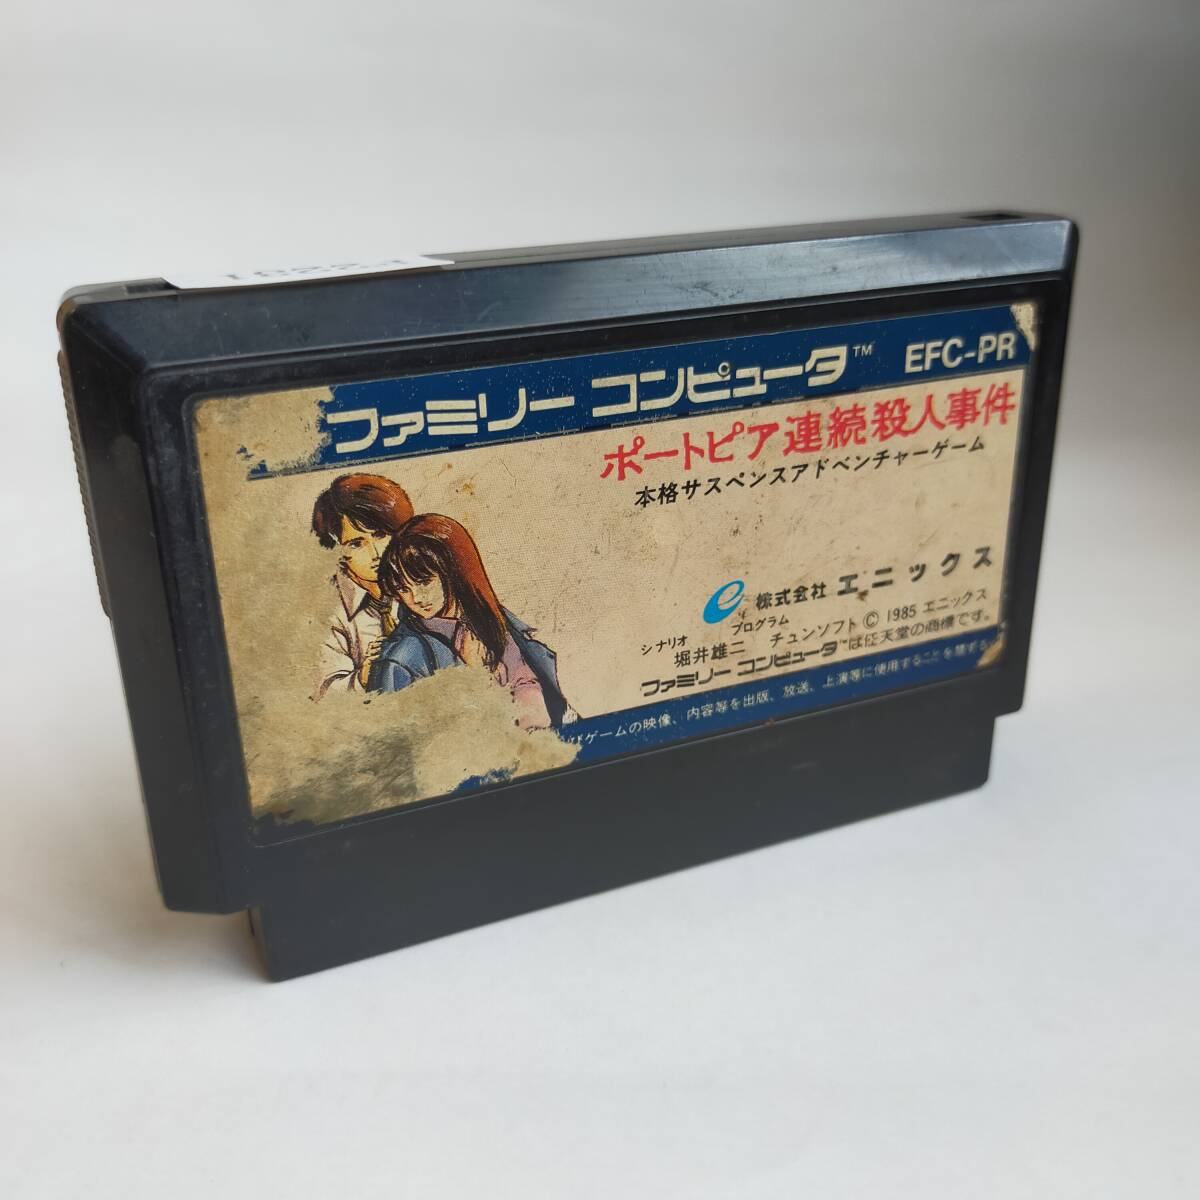 ファミリー コンピュータ™ EFC-PR
ポートピア連続殺人事件
本格サスペンスアドベンチャーゲーム
e 株式会社 エニックス
シナリオ プログラム
堀井雄二 チュンソフト © 1985 エニックス
ファミリー コンピュータ™は任天堂の商標です。
びゲームの映像、内容等を出版、放送、上演等に使用することを禁ずる